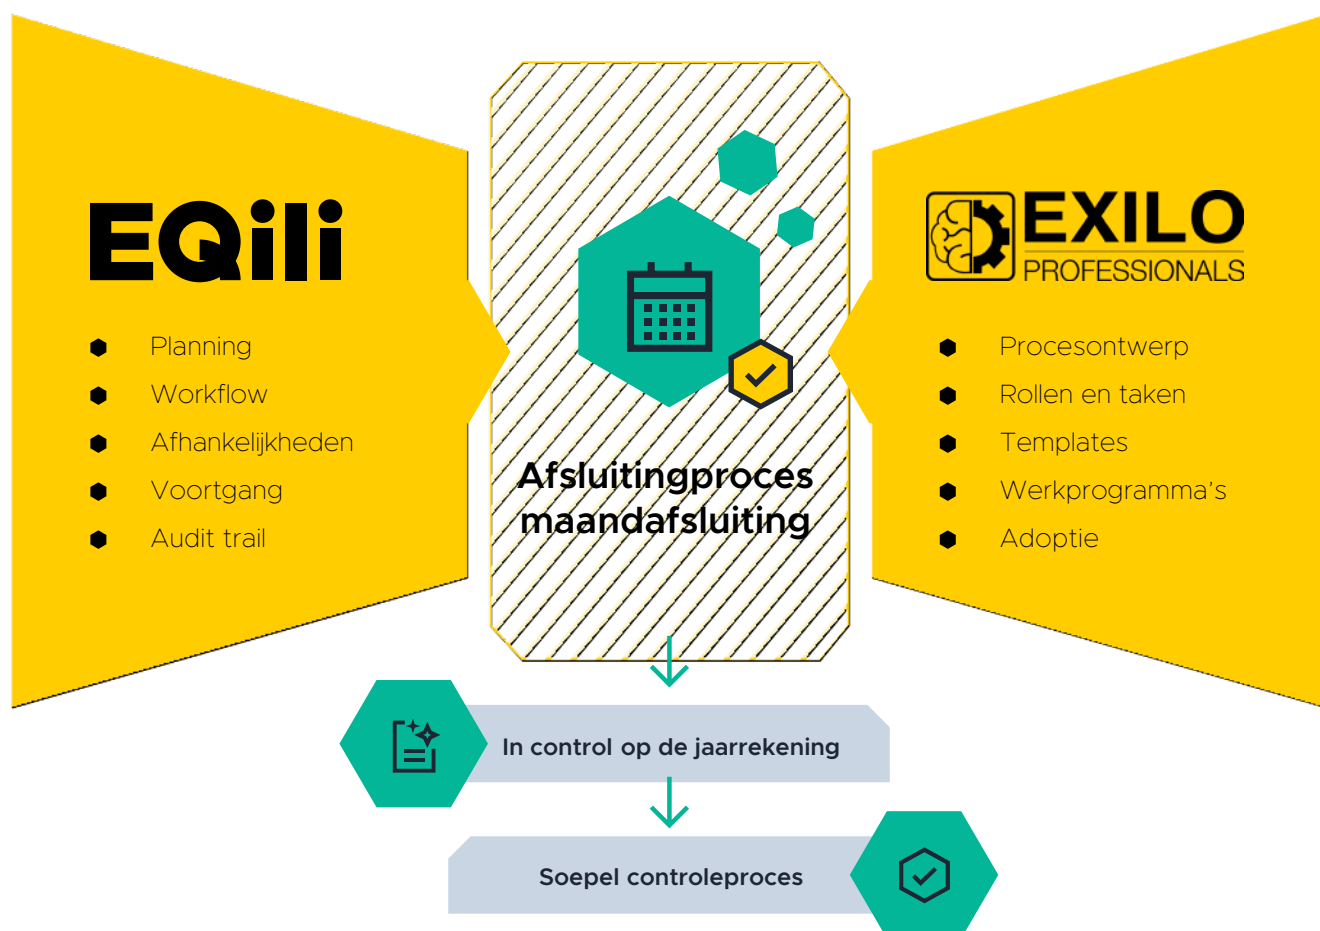 EQili
Planning
Workflow
Afhankelijkheden
Voortgang
Audit trail
Afsluitingproces
maandafsluiting
EXILO
PROFESSIONALS
Procesontwerp
Rollen en taken
Templates
Werkprogramma’s
Adoptie
In control op de jaarrekening
Soepel controleproces